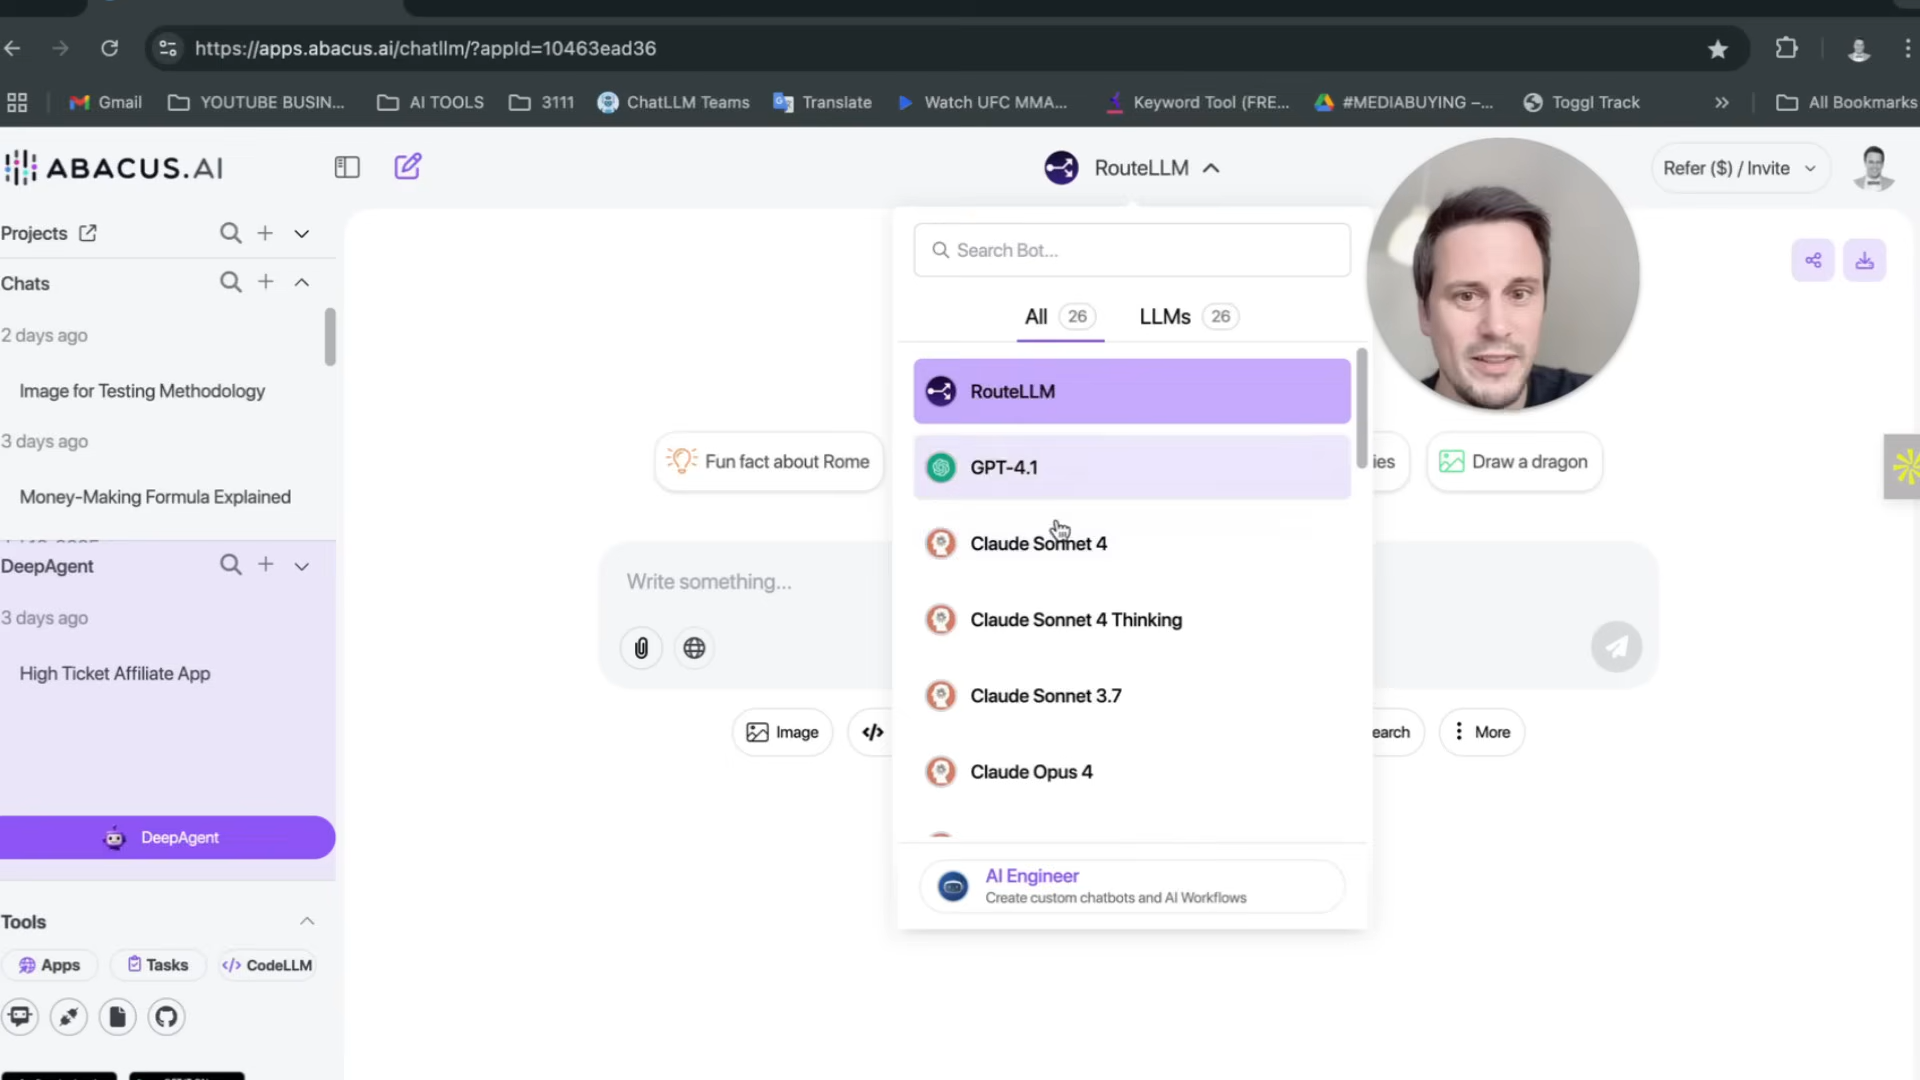 https://apps.abacus.ai/chatllm/?appId=10463ead36
Gmail
YOUTUBE BUSIN...
AI TOOLS
3111
ChatLLM Teams
Translate
Watch UFC MMA...
Keyword Tool (FRE...
#MEDIABUYING –...
Toggl Track
All Bookmarks
ABACUS.AI
RouteLLM
Refer ($) / Invite
Projects
Chats
2 days ago
Image for Testing Methodology
3 days ago
Money-Making Formula Explained
DeepAgent
3 days ago
High Ticket Affiliate App
DeepAgent
Tools
Apps
Tasks
CodeLLM
Search Bot...
All 26
LLMs 26
RouteLLM
GPT-4.1
Claude Sonnet 4
Claude Sonnet 4 Thinking
Claude Sonnet 3.7
Claude Opus 4
AI Engineer
Create custom chatbots and AI Workflows
Fun fact about Rome
ies
Draw a dragon
Write something...
Image
earch
More